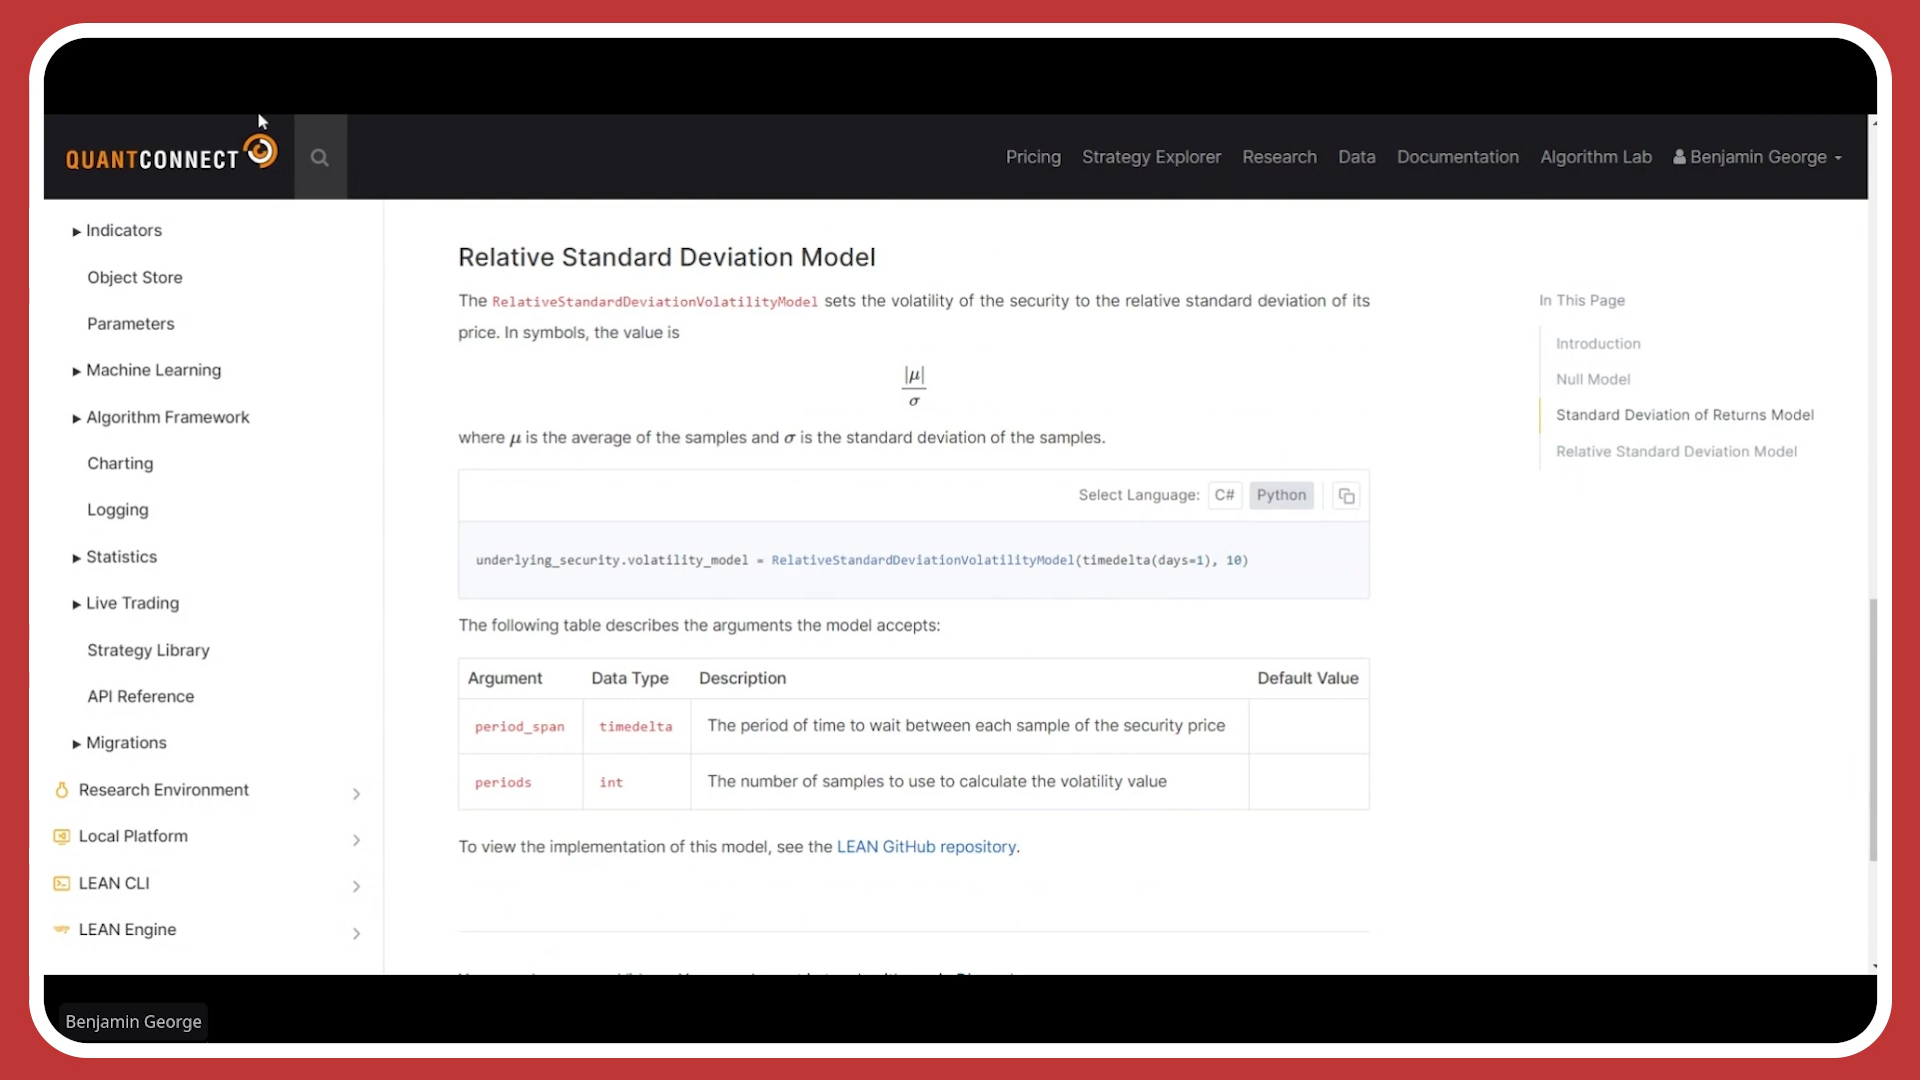 QUANTCONNECT
Pricing Strategy Explorer Research Data Documentation Algorithm Lab Benjamin George
Indicators
Object Store
Parameters
Machine Learning
Algorithm Framework
Charting
Logging
Statistics
Live Trading
Strategy Library
API Reference
Migrations
Research Environment
Local Platform
LEAN CLI
LEAN Engine
Relative Standard Deviation Model
The RelativeStandardDeviationVolatilityModel sets the volatility of the security to the relative standard deviation of its
price. In symbols, the value is
|μ|
σ
where μ is the average of the samples and σ is the standard deviation of the samples.
Select Language: C# Python
underlying_security.volatility_model = RelativeStandardDeviationVolatilityModel(timedelta(days=1), 10)
The following table describes the arguments the model accepts:
Argument Data Type Description Default Value
period_span timedelta The period of time to wait between each sample of the security price
periods int The number of samples to use to calculate the volatility value
To view the implementation of this model, see the LEAN GitHub repository.
In This Page
Introduction
Null Model
Standard Deviation of Returns Model
Relative Standard Deviation Model
Benjamin George